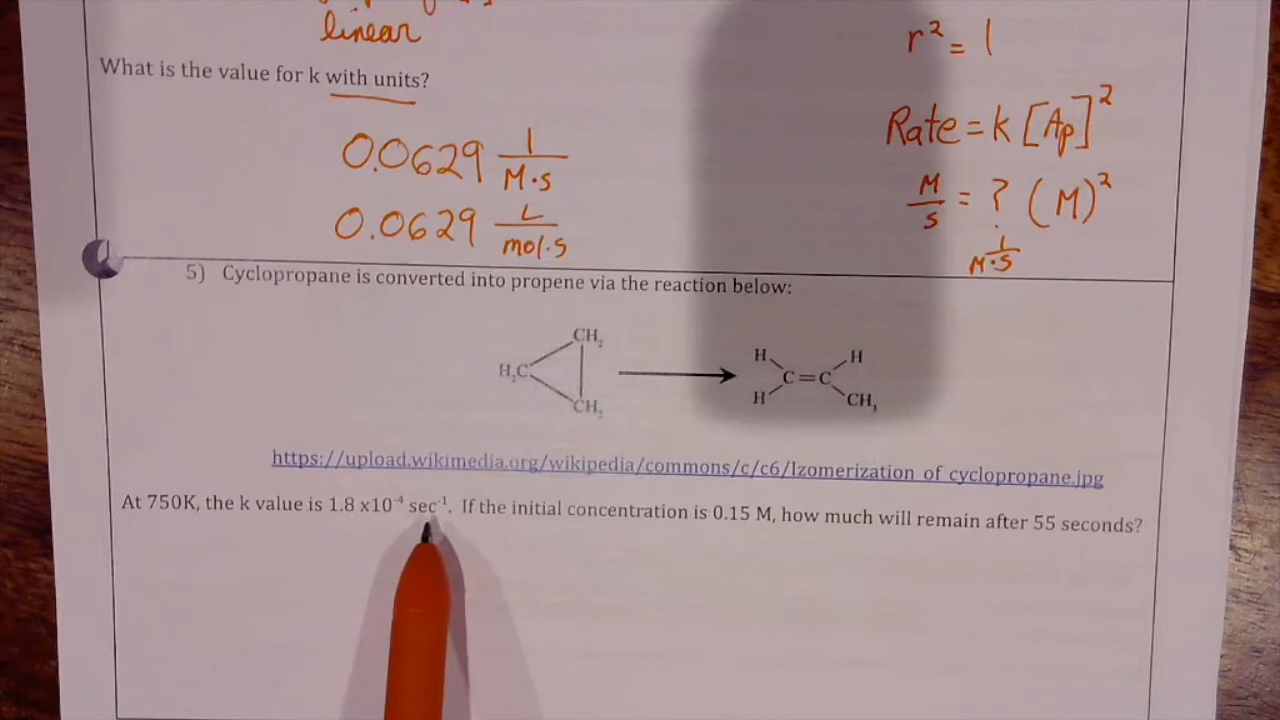 linear
r² = 1
What is the value for k with units?
Rate = k [Ap]²
0.0629 1/M·s
M/s = ? (M)²
0.0629 L/mol·s
1/M·s
5) Cyclopropane is converted into propene via the reaction below:
CH₂
H₂C
CH₂
H H
C=C
H CH₃
https://upload.wikimedia.org/wikipedia/commons/c/c6/Izomerization_of_cyclopropane.jpg
At 750K, the k value is 1.8 x10⁻⁴ sec⁻¹. If the initial concentration is 0.15 M, how much will remain after 55 seconds?